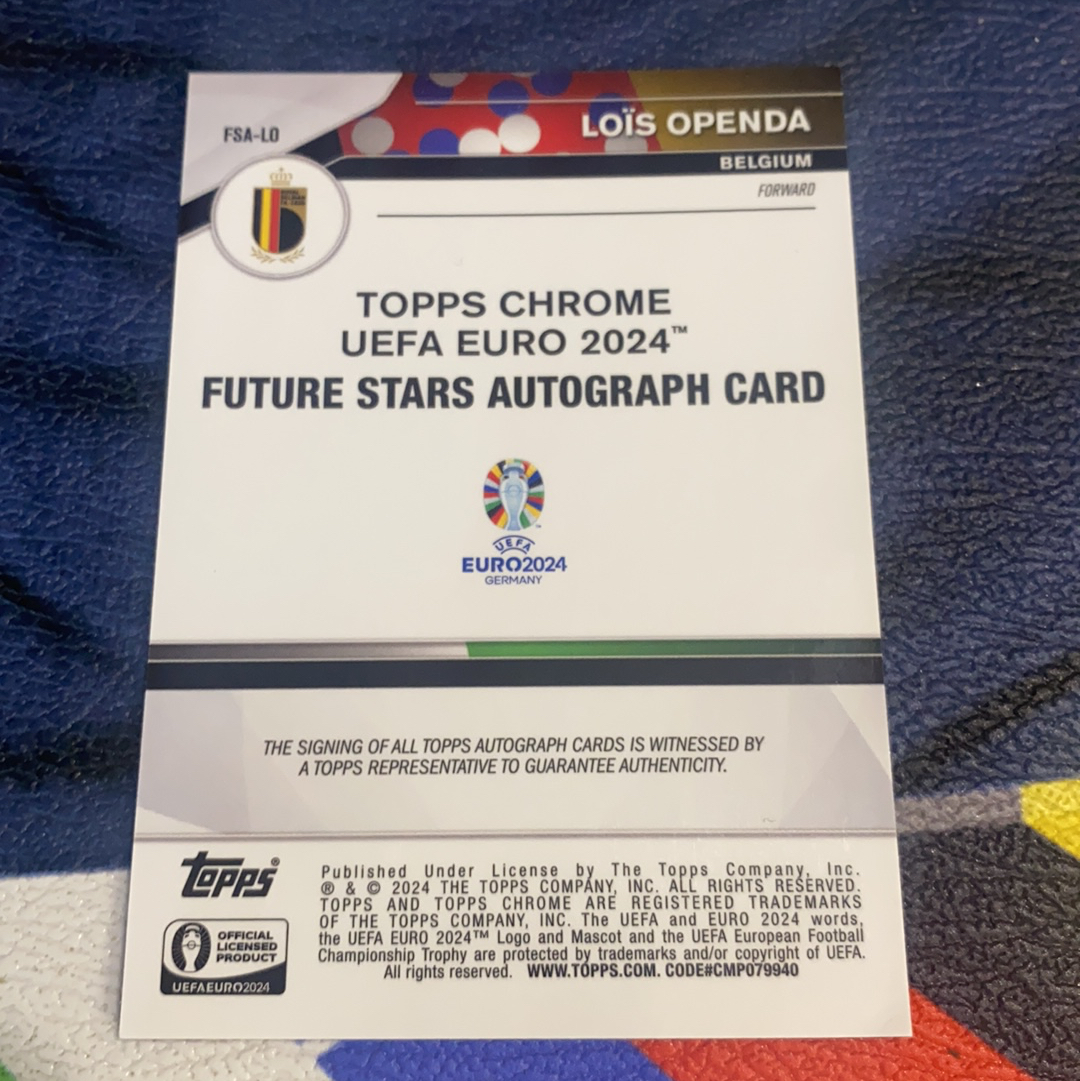 FSA-LO
LOÏS OPENDA
BELGIUM
FORWARD
TOPPS CHROME
UEFA EURO 2024™
FUTURE STARS AUTOGRAPH CARD
UEFA
EURO2024
GERMANY
THE SIGNING OF ALL TOPPS AUTOGRAPH CARDS IS WITNESSED BY
A TOPPS REPRESENTATIVE TO GUARANTEE AUTHENTICITY.
topps®
OFFICIAL
LICENSED
PRODUCT
UEFAEURO2024
Published Under License by The Topps Company, Inc.
® & © 2024 THE TOPPS COMPANY, INC. ALL RIGHTS RESERVED.
TOPPS AND TOPPS CHROME ARE REGISTERED TRADEMARKS
OF THE TOPPS COMPANY, INC. The UEFA and EURO 2024 words,
the UEFA EURO 2024™ Logo and Mascot and the UEFA European Football
Championship Trophy are protected by trademarks and/or copyright of UEFA.
All rights reserved. WWW.TOPPS.COM. CODE#CMP079940